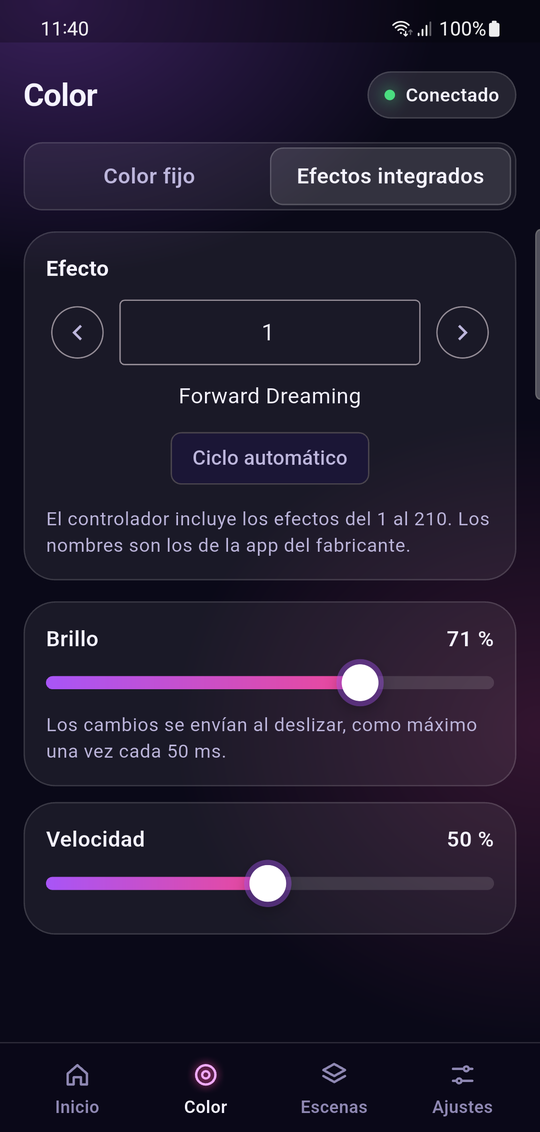 11:40
100%
Color
Conectado
Color fijo
Efectos integrados
Efecto
1
Forward Dreaming
Ciclo automático
El controlador incluye los efectos del 1 al 210. Los
nombres son los de la app del fabricante.
Brillo
71 %
Los cambios se envían al deslizar, como máximo
una vez cada 50 ms.
Velocidad
50 %
Inicio
Color
Escenas
Ajustes